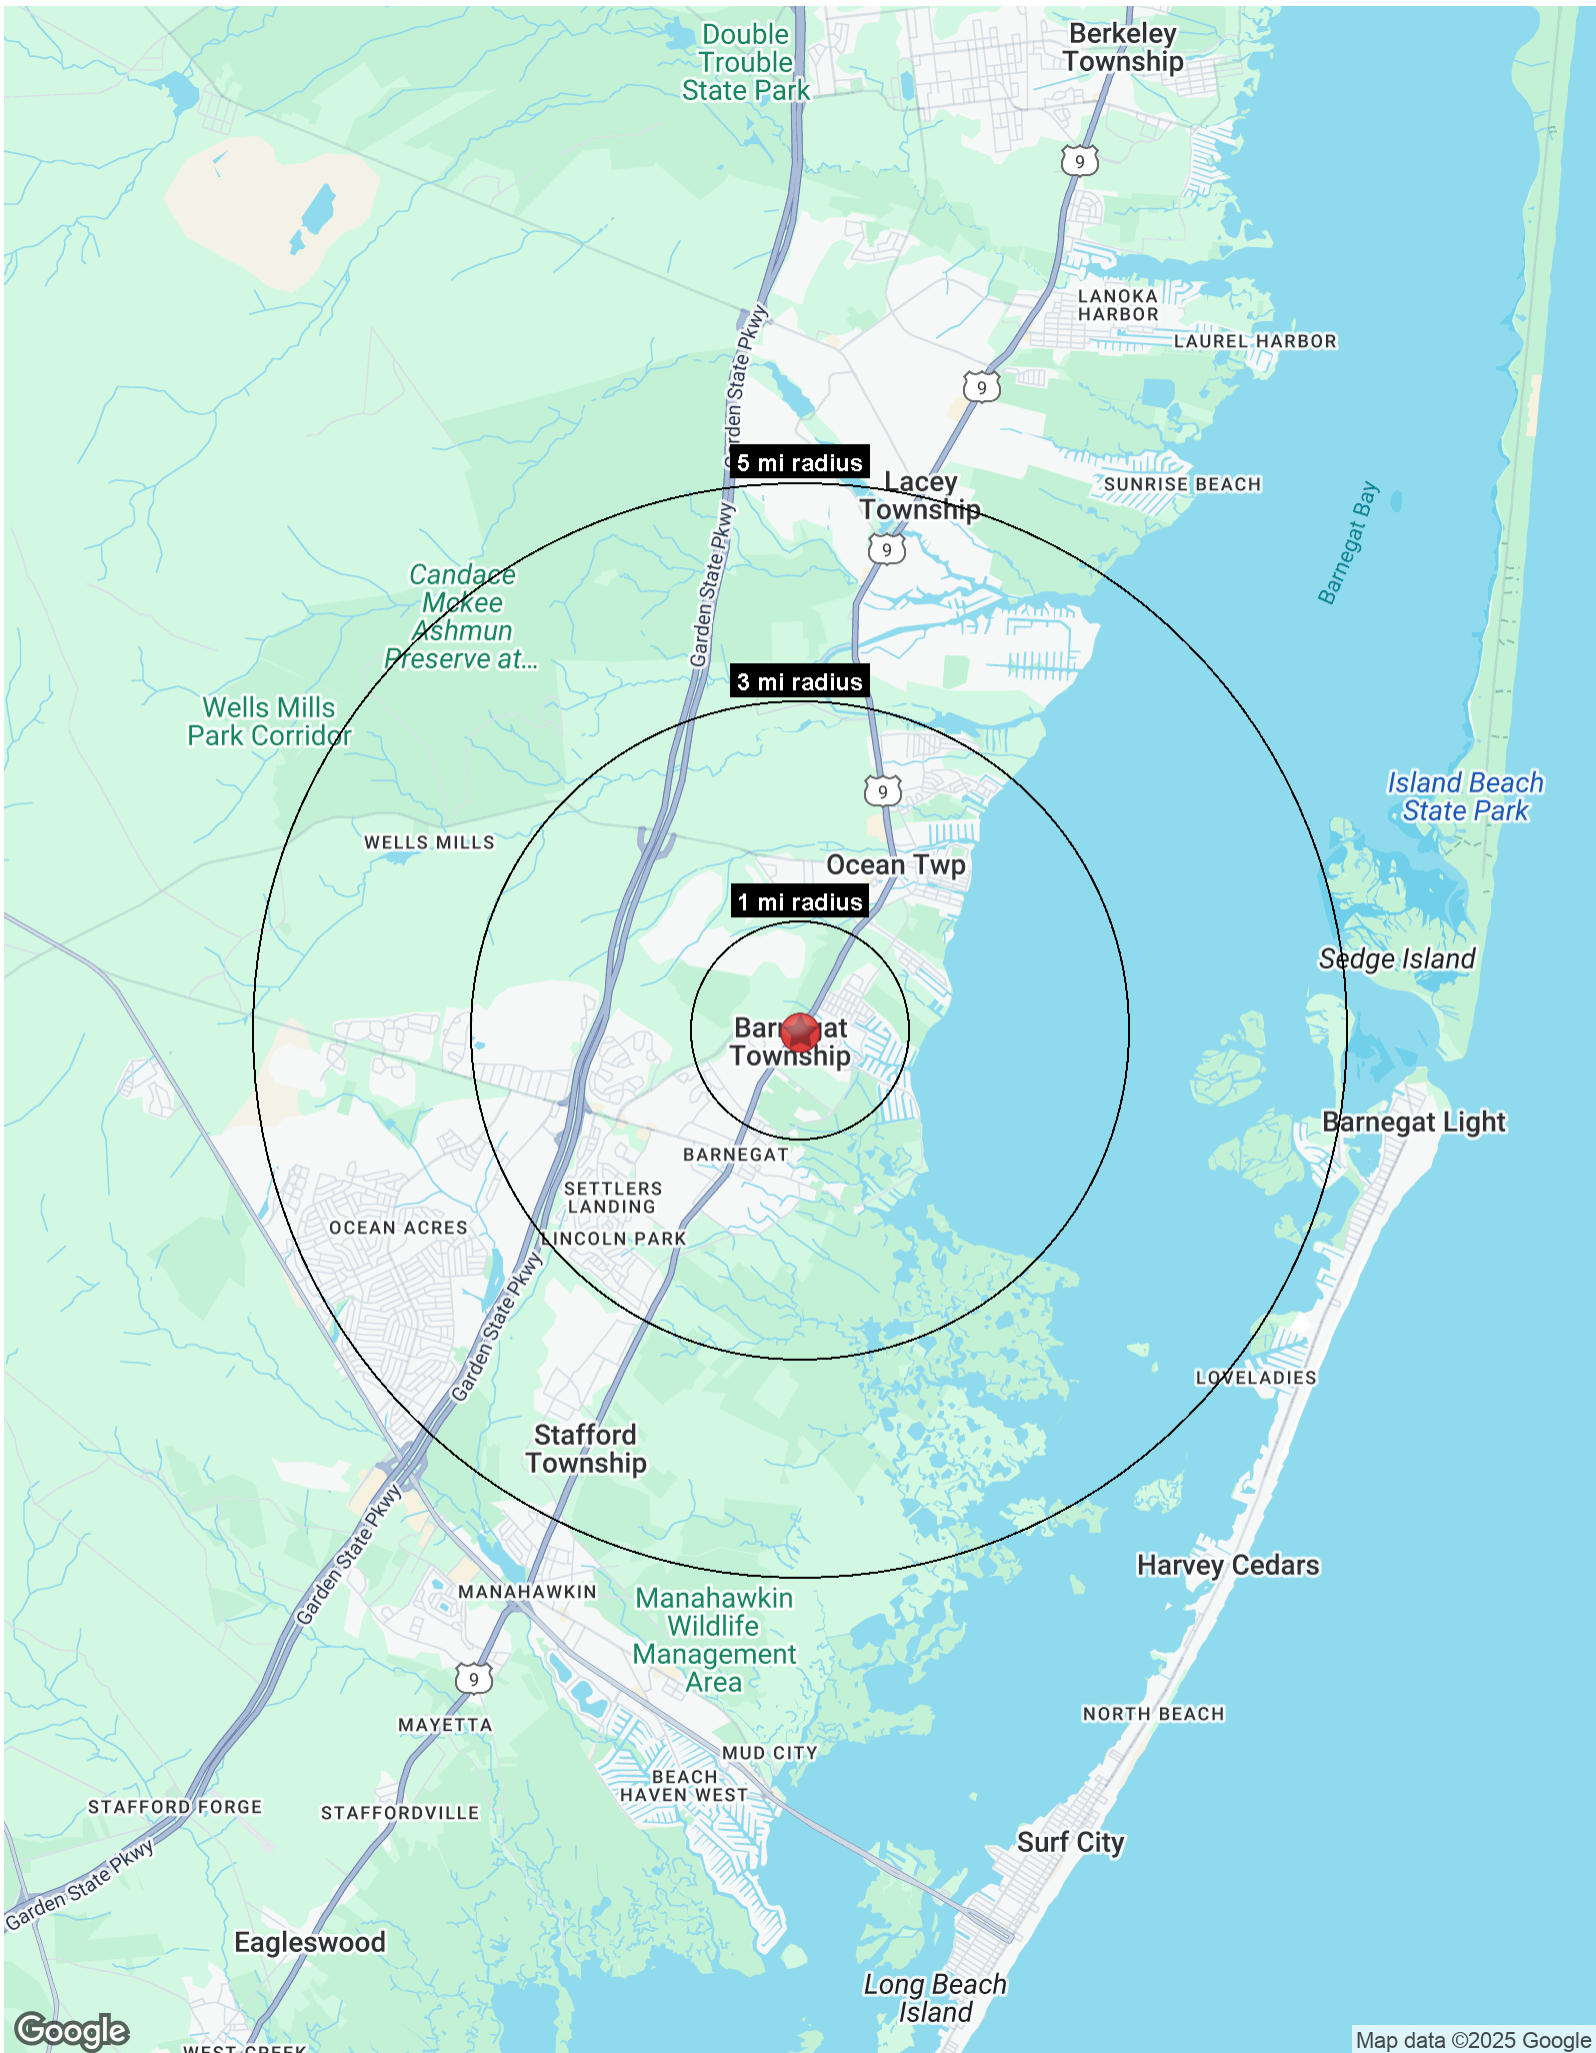 Double
Trouble
State Park
Berkeley
Township
9
LANOKA
HARBOR
LAUREL HARBOR
Garden State Pkwy
9
5 mi radius
Lacey
Township
SUNRISE BEACH
Barnegat Bay
9
Garden State Pkwy
Candace
Mckee
Ashmun
Preserve at...
3 mi radius
Wells Mills
Park Corridor
9
Island Beach
State Park
WELLS MILLS
Ocean Twp
1 mi radius
Sedge Island
Barnegat
Township
Barnegat Light
BARNEGAT
SETTLERS
LANDING
OCEAN ACRES
LINCOLN PARK
Garden State Pkwy
LOVELADIES
Stafford
Township
Garden State Pkwy
Harvey Cedars
MANAHAWKIN
Manahawkin
Wildlife
Management
Area
9
NORTH BEACH
MAYETTA
MUD CITY
BEACH
HAVEN WEST
STAFFORD FORGE
STAFFORDVILLE
Surf City
Garden State Pkwy
Eagleswood
Long Beach
Island
Google
WEST CREEK
Map data ©2025 Google